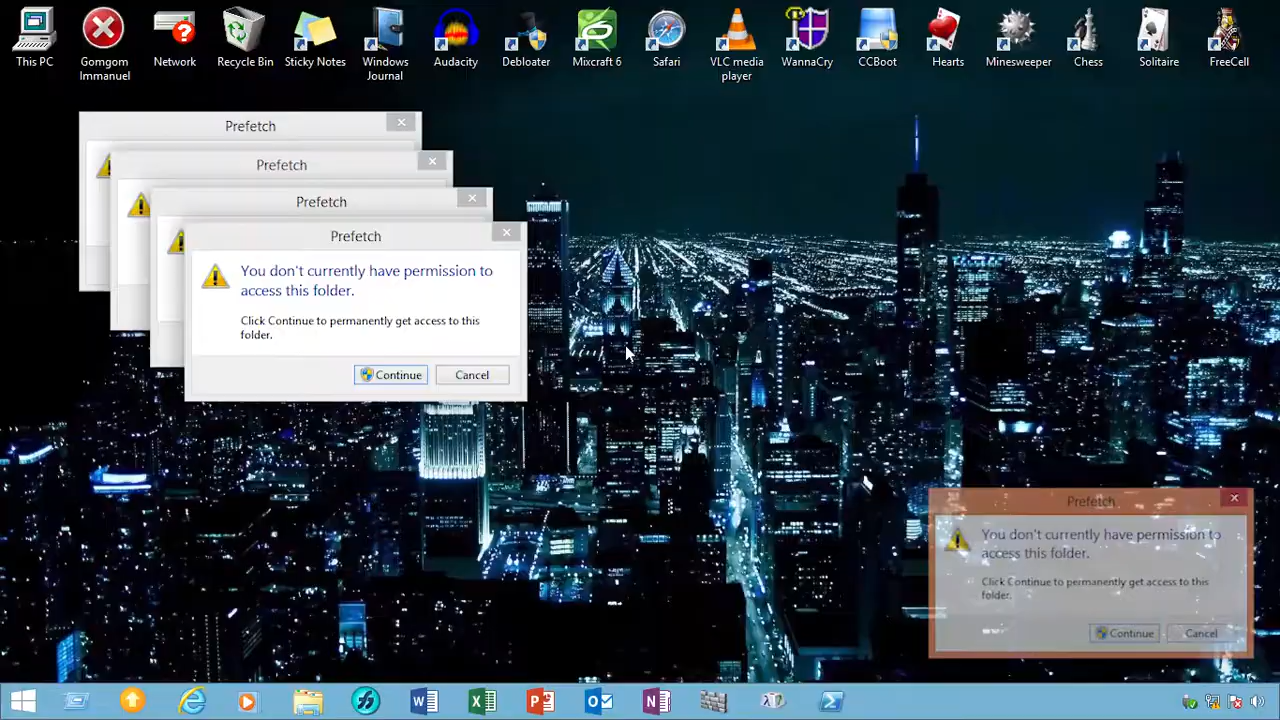 This PC
Gomgom
Immanuel
Network
Recycle Bin
Sticky Notes
Windows
Journal
Audacity
Debloater
Mixcraft 6
Safari
VLC media
player
WannaCry
CCBoot
Hearts
Minesweeper
Chess
Solitaire
FreeCell
Prefetch
Prefetch
Prefetch
Prefetch
You don't currently have permission to
access this folder.
Click Continue to permanently get access to this
folder.
Continue
Cancel
Prefetch
You don't currently have permission to
access this folder.
Click Continue to permanently get access to this
folder.
Continue
Cancel